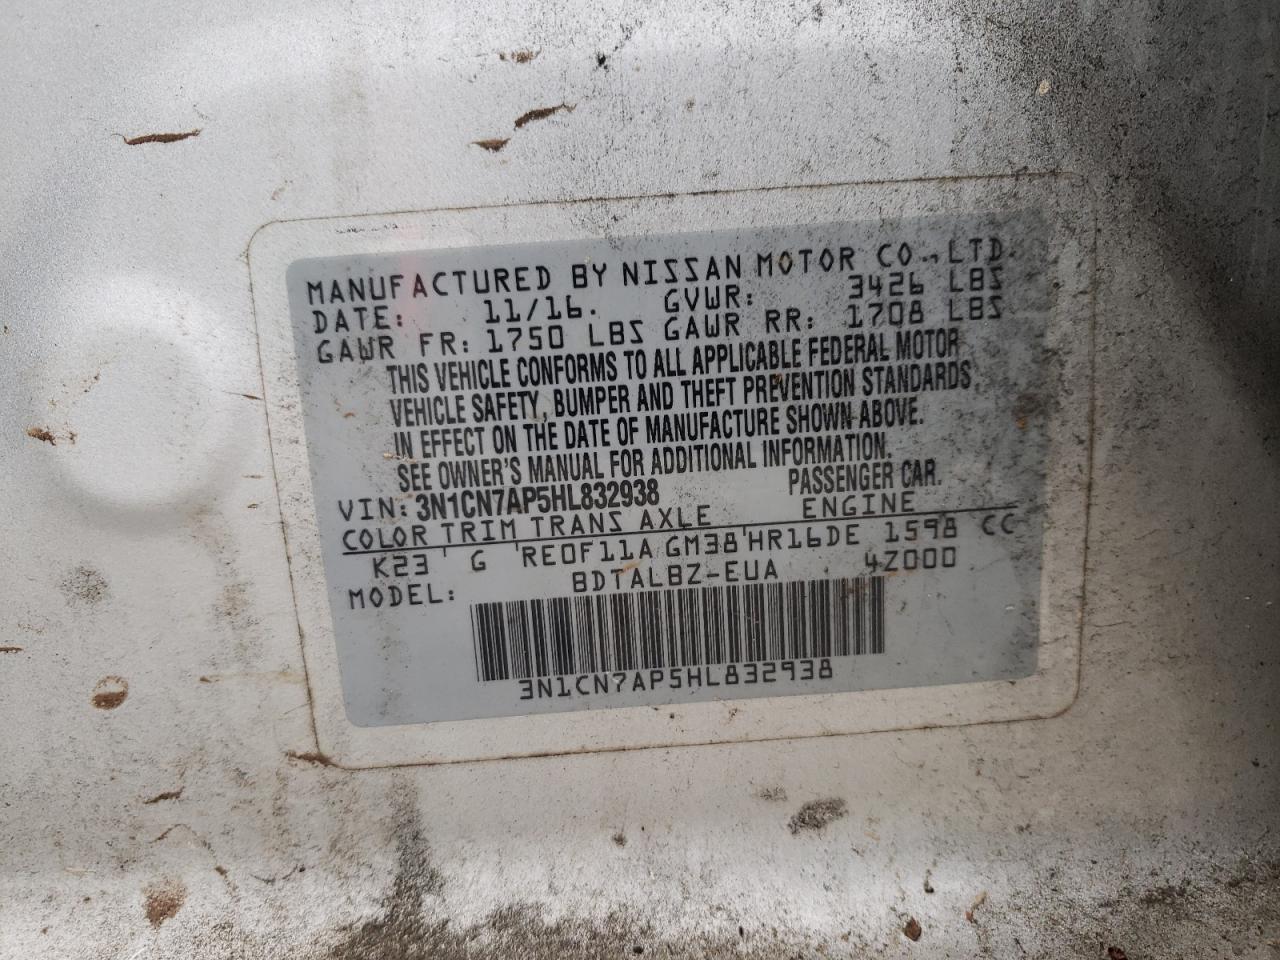 MANUFACTURED BY NISSAN MOTOR CO., LTD.
DATE: 11/16. GVWR: 3426 LBS
GAWR FR: 1750 LBS GAWR RR: 1708 LBS
THIS VEHICLE CONFORMS TO ALL APPLICABLE FEDERAL MOTOR
VEHICLE SAFETY, BUMPER AND THEFT PREVENTION STANDARDS
IN EFFECT ON THE DATE OF MANUFACTURE SHOWN ABOVE.
SEE OWNER'S MANUAL FOR ADDITIONAL INFORMATION.
VIN: 3N1CN7AP5HL832938 PASSENGER CAR.
COLOR TRIM TRANS AXLE ENGINE
K23 ' G 'RE0F11A GM38'HR16DE 1598 CC
MODEL: BDTALBZ-EUA 4Z000
3N1CN7AP5HL832938